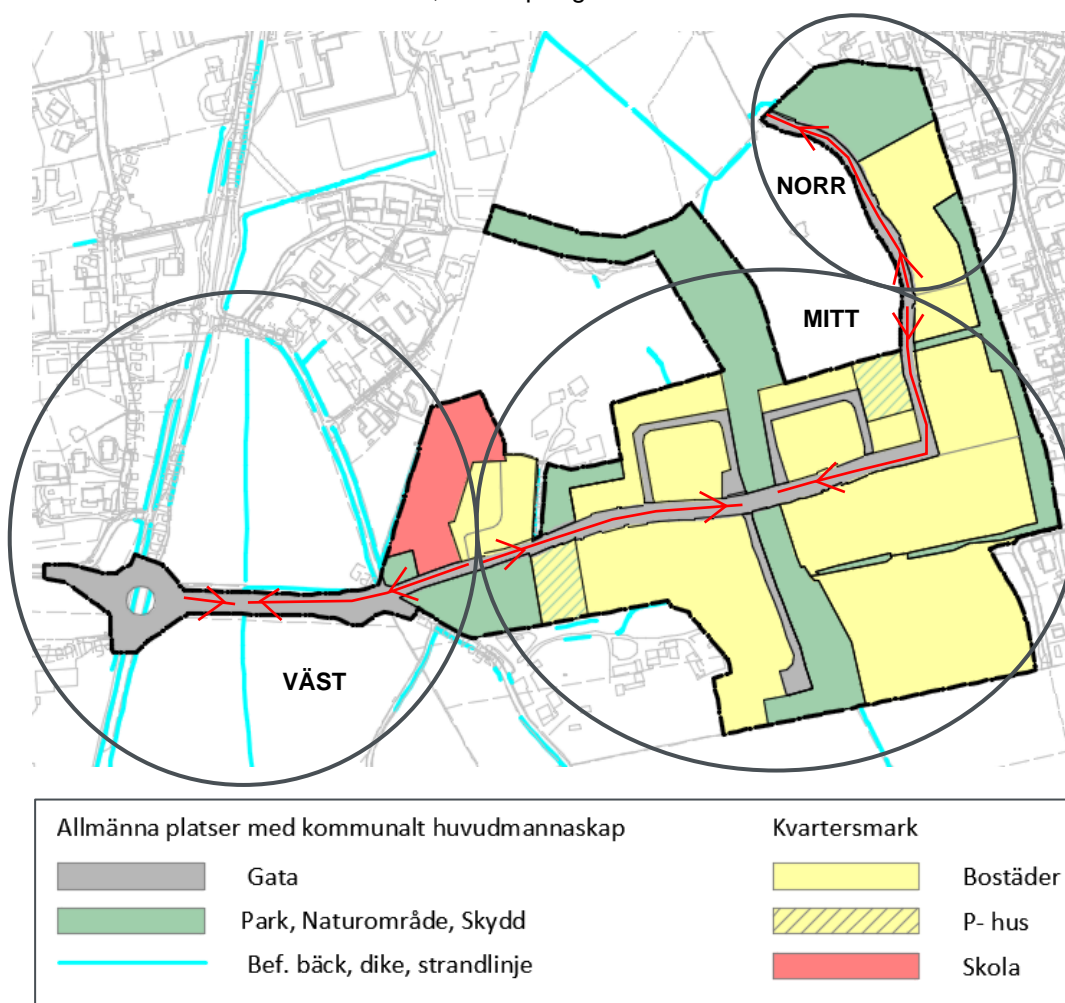 NORR
MITT
VÄST
Allmänna platser med kommunalt huvudmannaskap
Gata
Park, Naturområde, Skydd
Bef. bäck, dike, strandlinje
Kvartersmark
Bostäder
P- hus
Skola